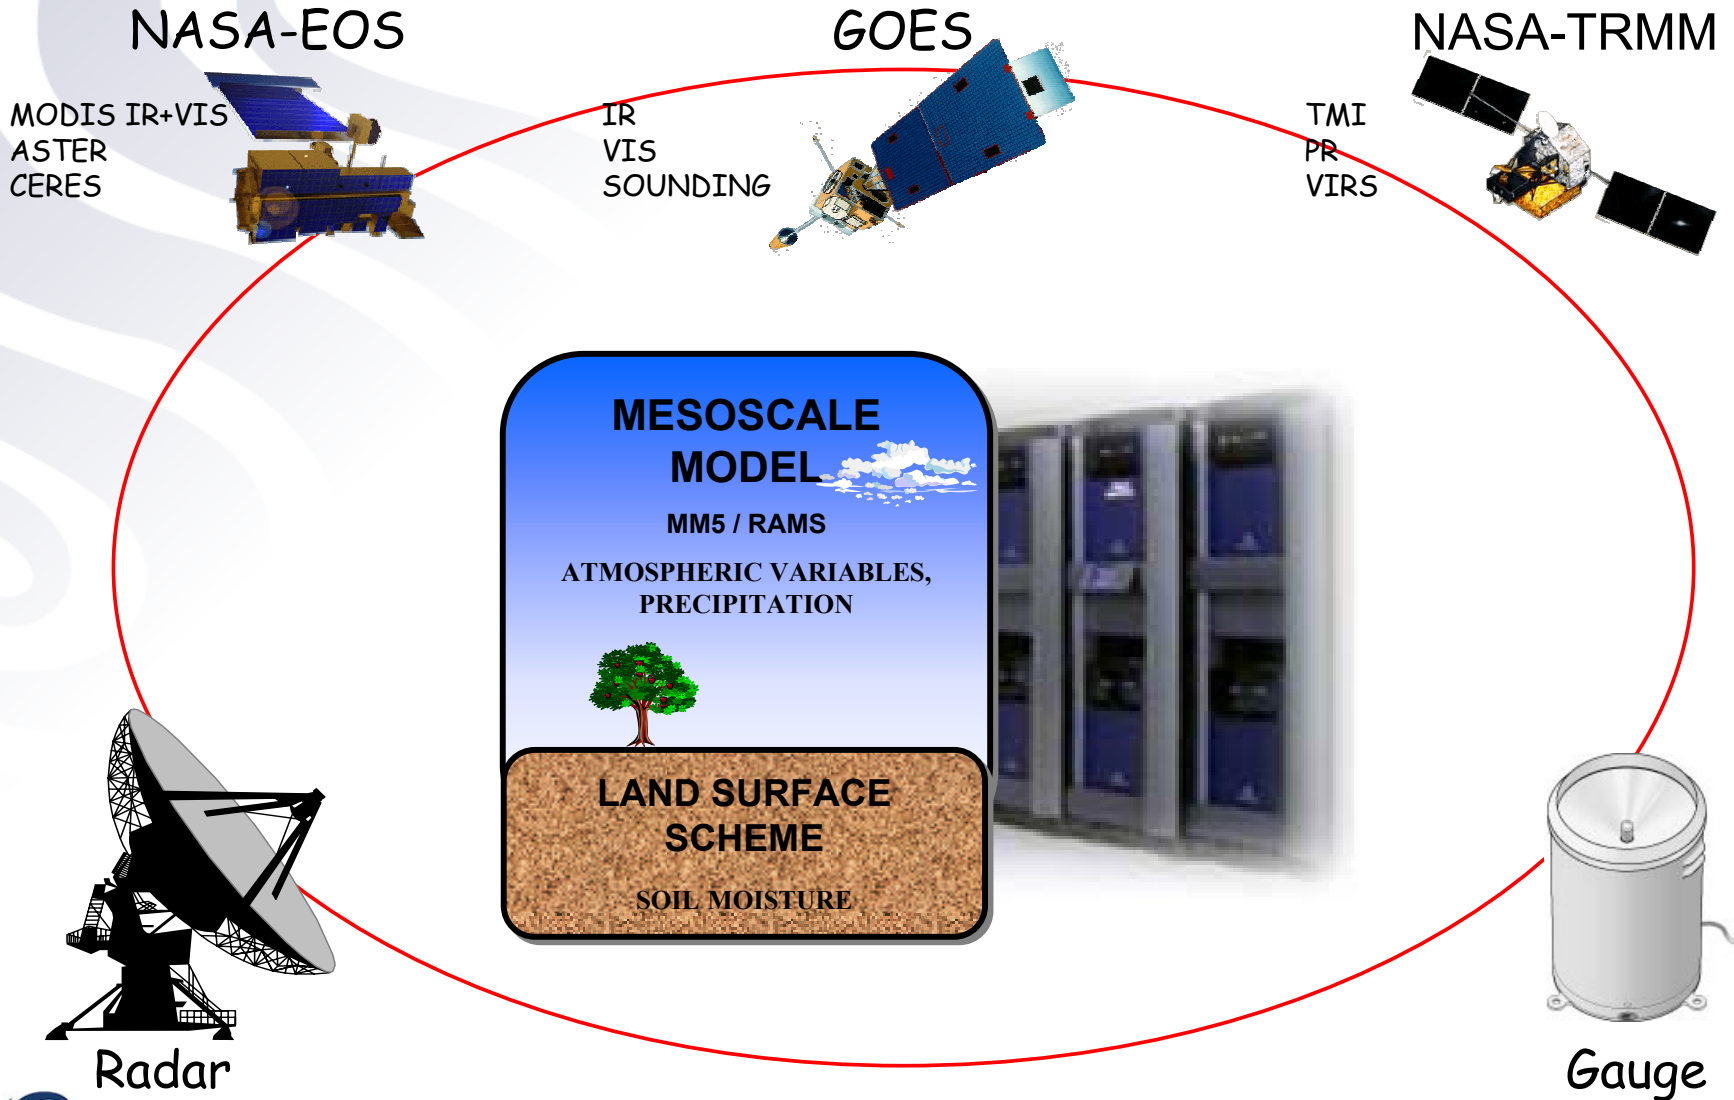 NASA-EOS
GOES
NASA-TRMM
MODIS IR+VIS
ASTER
CERES
IR
VIS
SOUNDING
TMI
PR
VIRS
MESOSCALE
MODEL
MM5 / RAMS
ATMOSPHERIC VARIABLES,
PRECIPITATION
LAND SURFACE
SCHEME
SOIL MOISTURE
Radar
Gauge